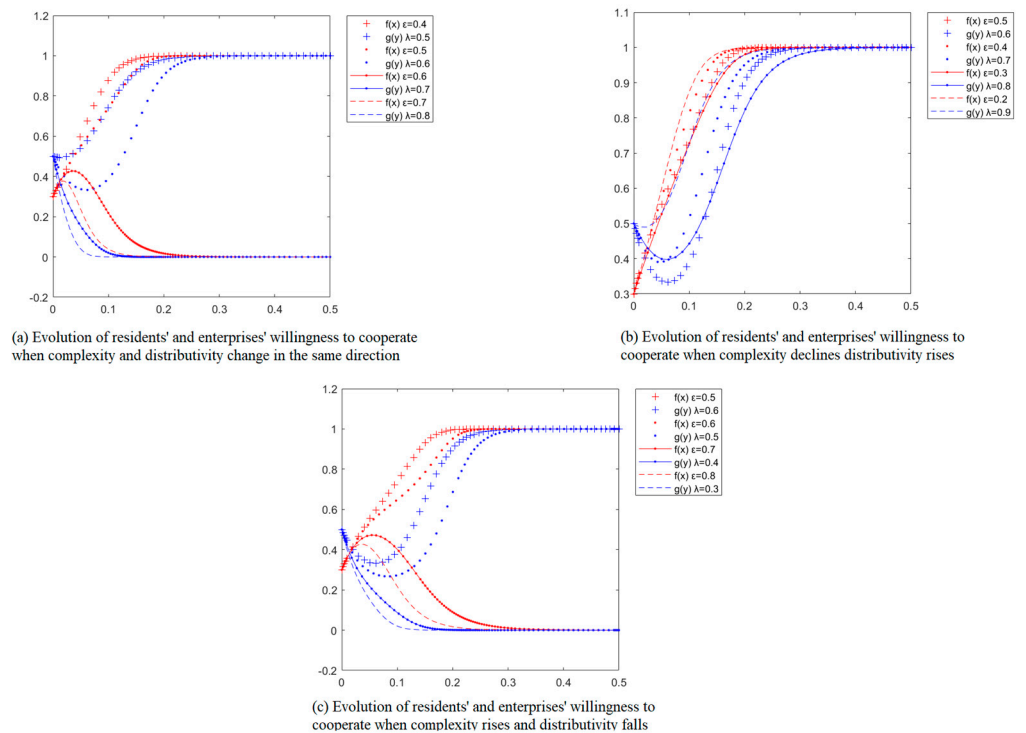 1.2
1
0.8
0.6
0.4
0.2
0
-0.2
0 0.1 0.2 0.3 0.4 0.5
f(x) ε=0.4
g(y) λ=0.5
f(x) ε=0.5
g(y) λ=0.6
f(x) ε=0.6
g(y) λ=0.7
f(x) ε=0.7
g(y) λ=0.8
(a) Evolution of residents' and enterprises' willingness to cooperate
when complexity and distributivity change in the same direction
1.1
1
0.9
0.8
0.7
0.6
0.5
0.4
0.3
0 0.1 0.2 0.3 0.4 0.5
f(x) ε=0.5
g(y) λ=0.6
f(x) ε=0.4
g(y) λ=0.7
f(x) ε=0.3
g(y) λ=0.8
f(x) ε=0.2
g(y) λ=0.9
(b) Evolution of residents' and enterprises' willingness to
cooperate when complexity declines distributivity rises
1.2
1
0.8
0.6
0.4
0.2
0
-0.2
0 0.1 0.2 0.3 0.4 0.5
f(x) ε=0.5
g(y) λ=0.6
f(x) ε=0.6
g(y) λ=0.5
f(x) ε=0.7
g(y) λ=0.4
f(x) ε=0.8
g(y) λ=0.3
(c) Evolution of residents' and enterprises' willingness to
cooperate when complexity rises and distributivity falls